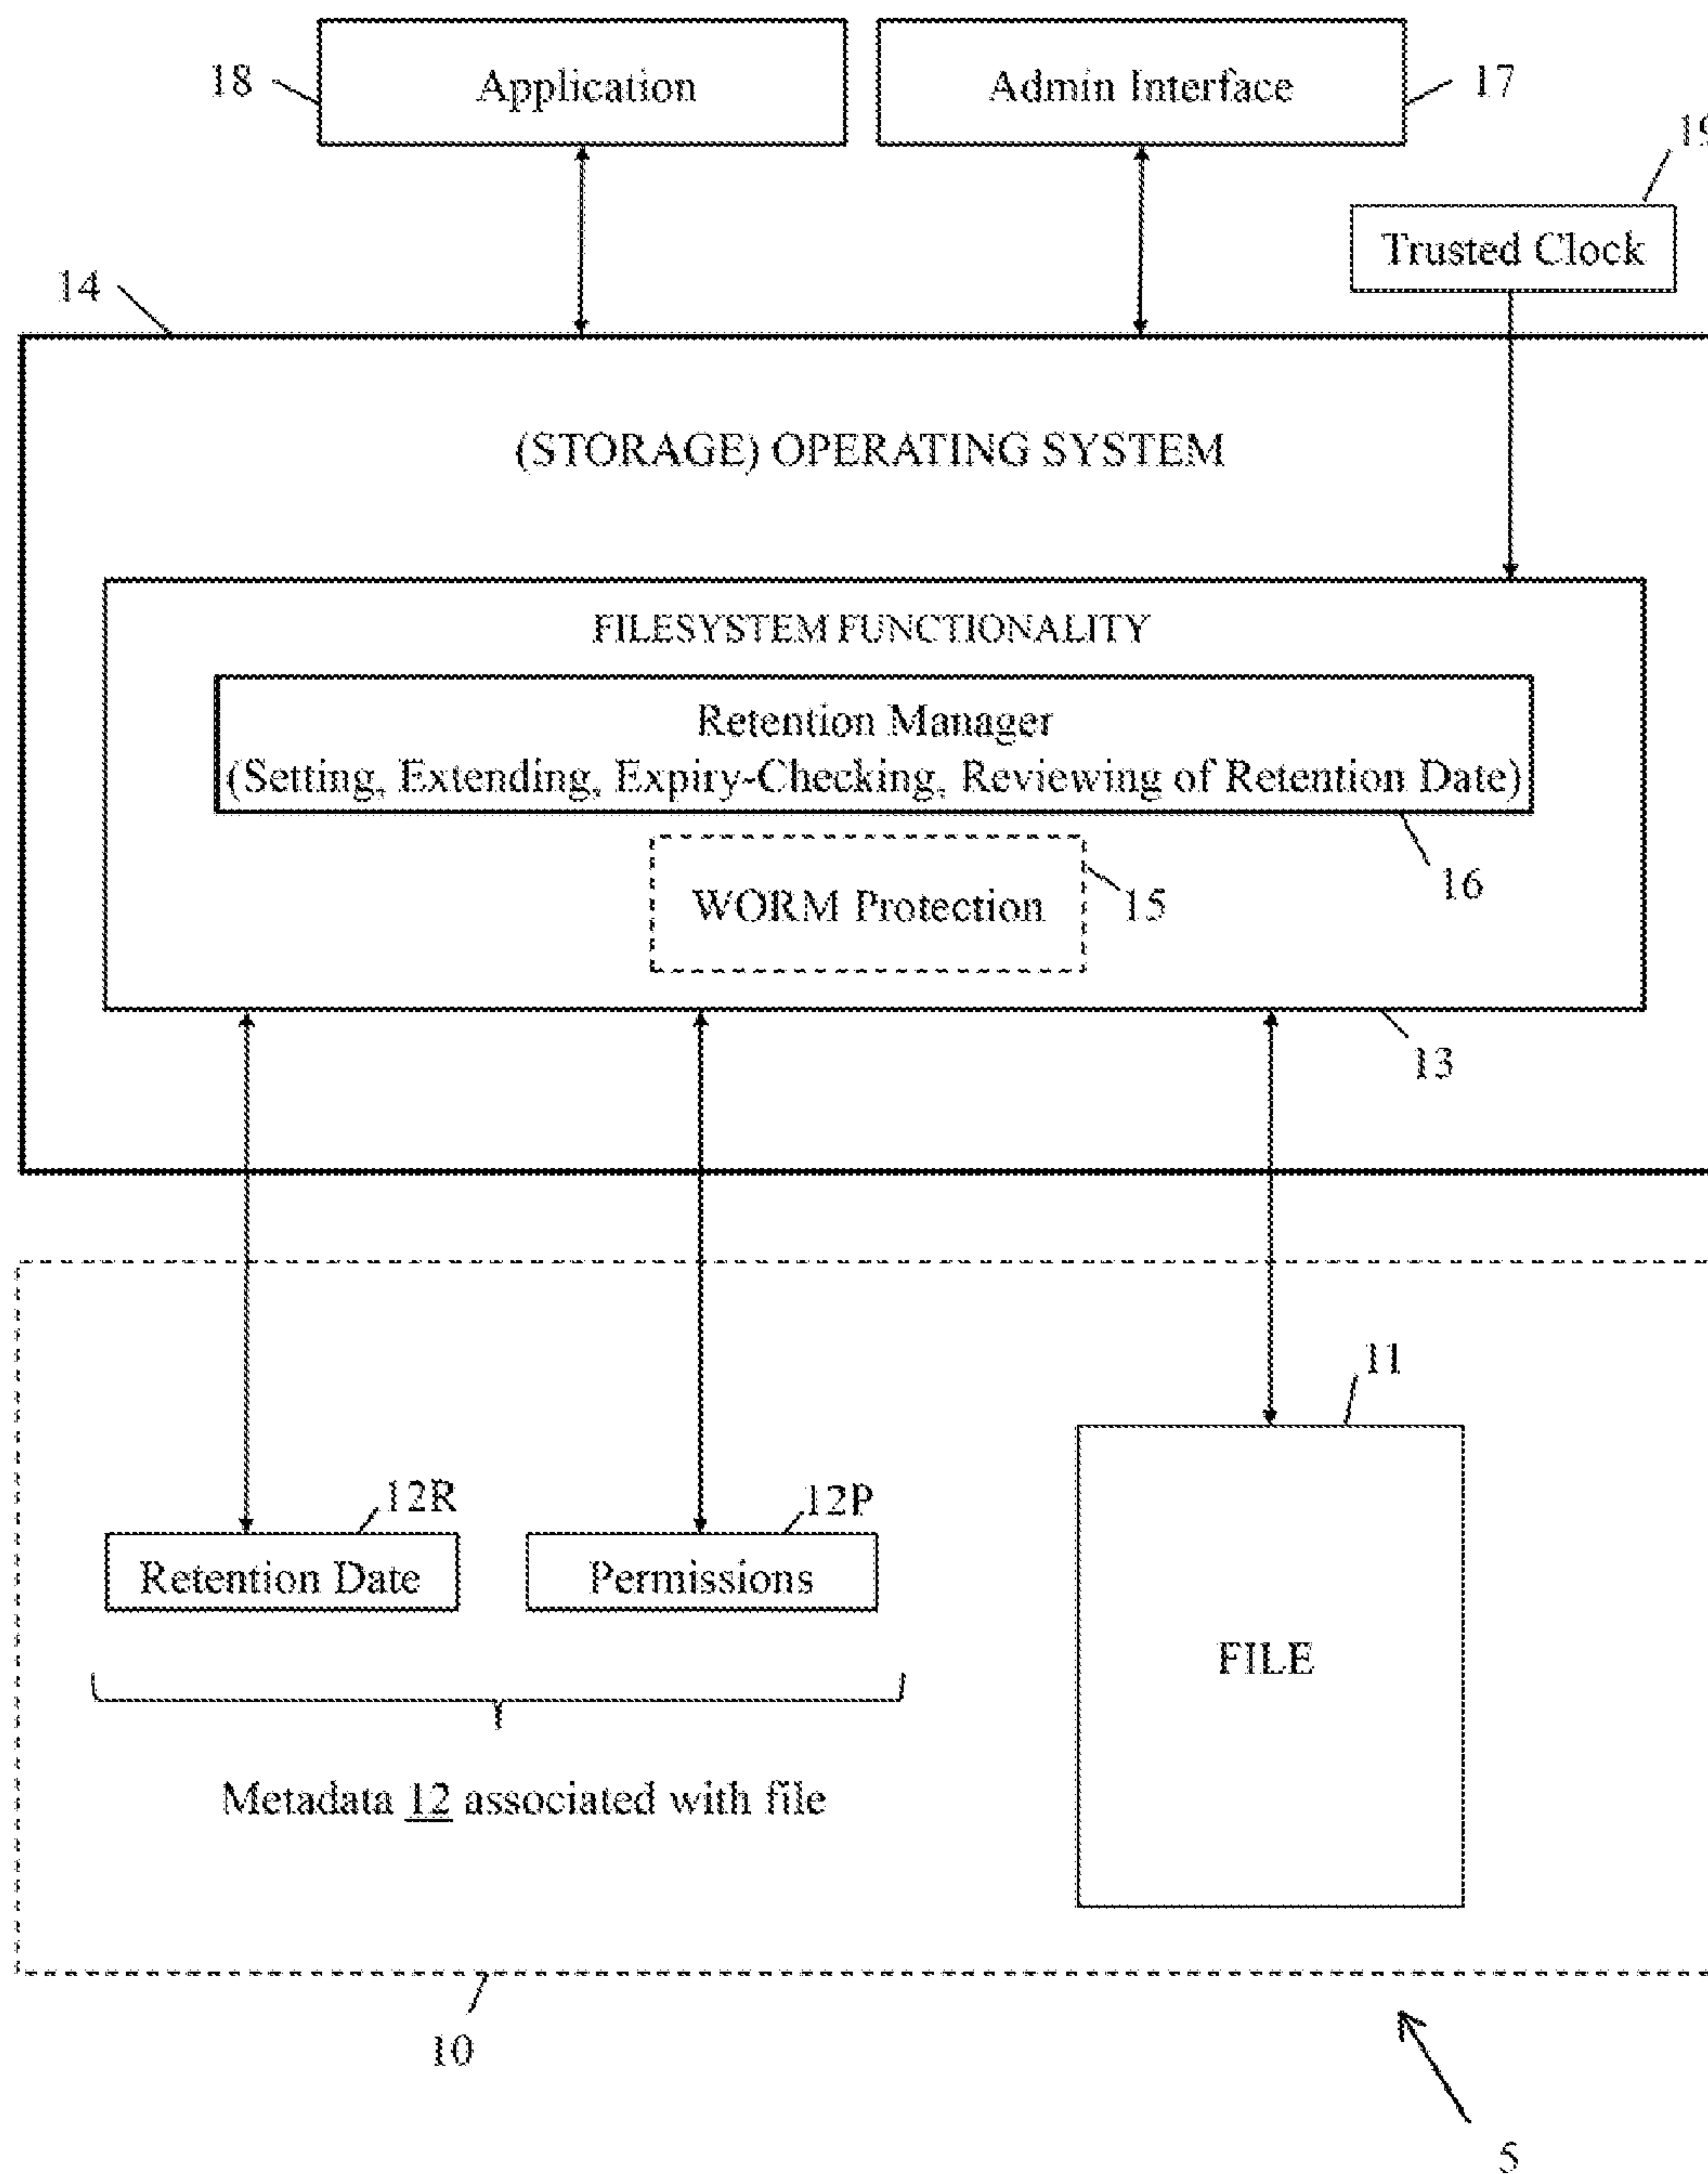 18 Application Admin Interface 17
19
Trusted Clock
14
(STORAGE) OPERATING SYSTEM
FILESYSTEM FUNCTIONALITY
Retention Manager
(Setting, Extending, Expiry-Checking, Reviewing of Retention Date)
16
WORM Protection 15
13
11
12R 12P
Retention Date Permissions
FILE
Metadata 12 associated with file
10
5